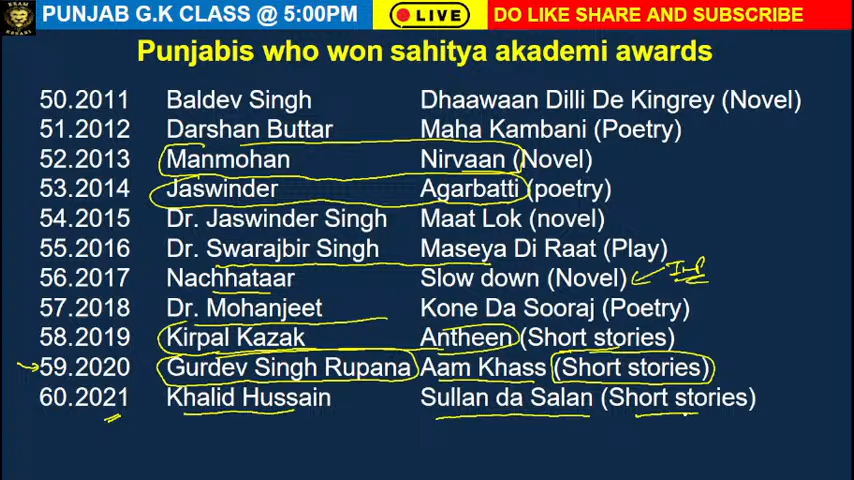 PUNJAB G.K CLASS @ 5:00PM LIVE DO LIKE SHARE AND SUBSCRIBE
Punjabis who won sahitya akademi awards
50.2011 Baldev Singh Dhaawaan Dilli De Kingrey (Novel)
51.2012 Darshan Buttar Maha Kambani (Poetry)
52.2013 Manmohan Nirvaan (Novel)
53.2014 Jaswinder Agarbatti (poetry)
54.2015 Dr. Jaswinder Singh Maat Lok (novel)
55.2016 Dr. Swarajbir Singh Maseya Di Raat (Play)
56.2017 Nachhataar Slow down (Novel) Imp
57.2018 Dr. Mohanjeet Kone Da Sooraj (Poetry)
58.2019 Kirpal Kazak Antheen (Short stories)
59.2020 Gurdev Singh Rupana Aam Khass (Short stories)
60.2021 Khalid Hussain Sullan da Salan (Short stories)